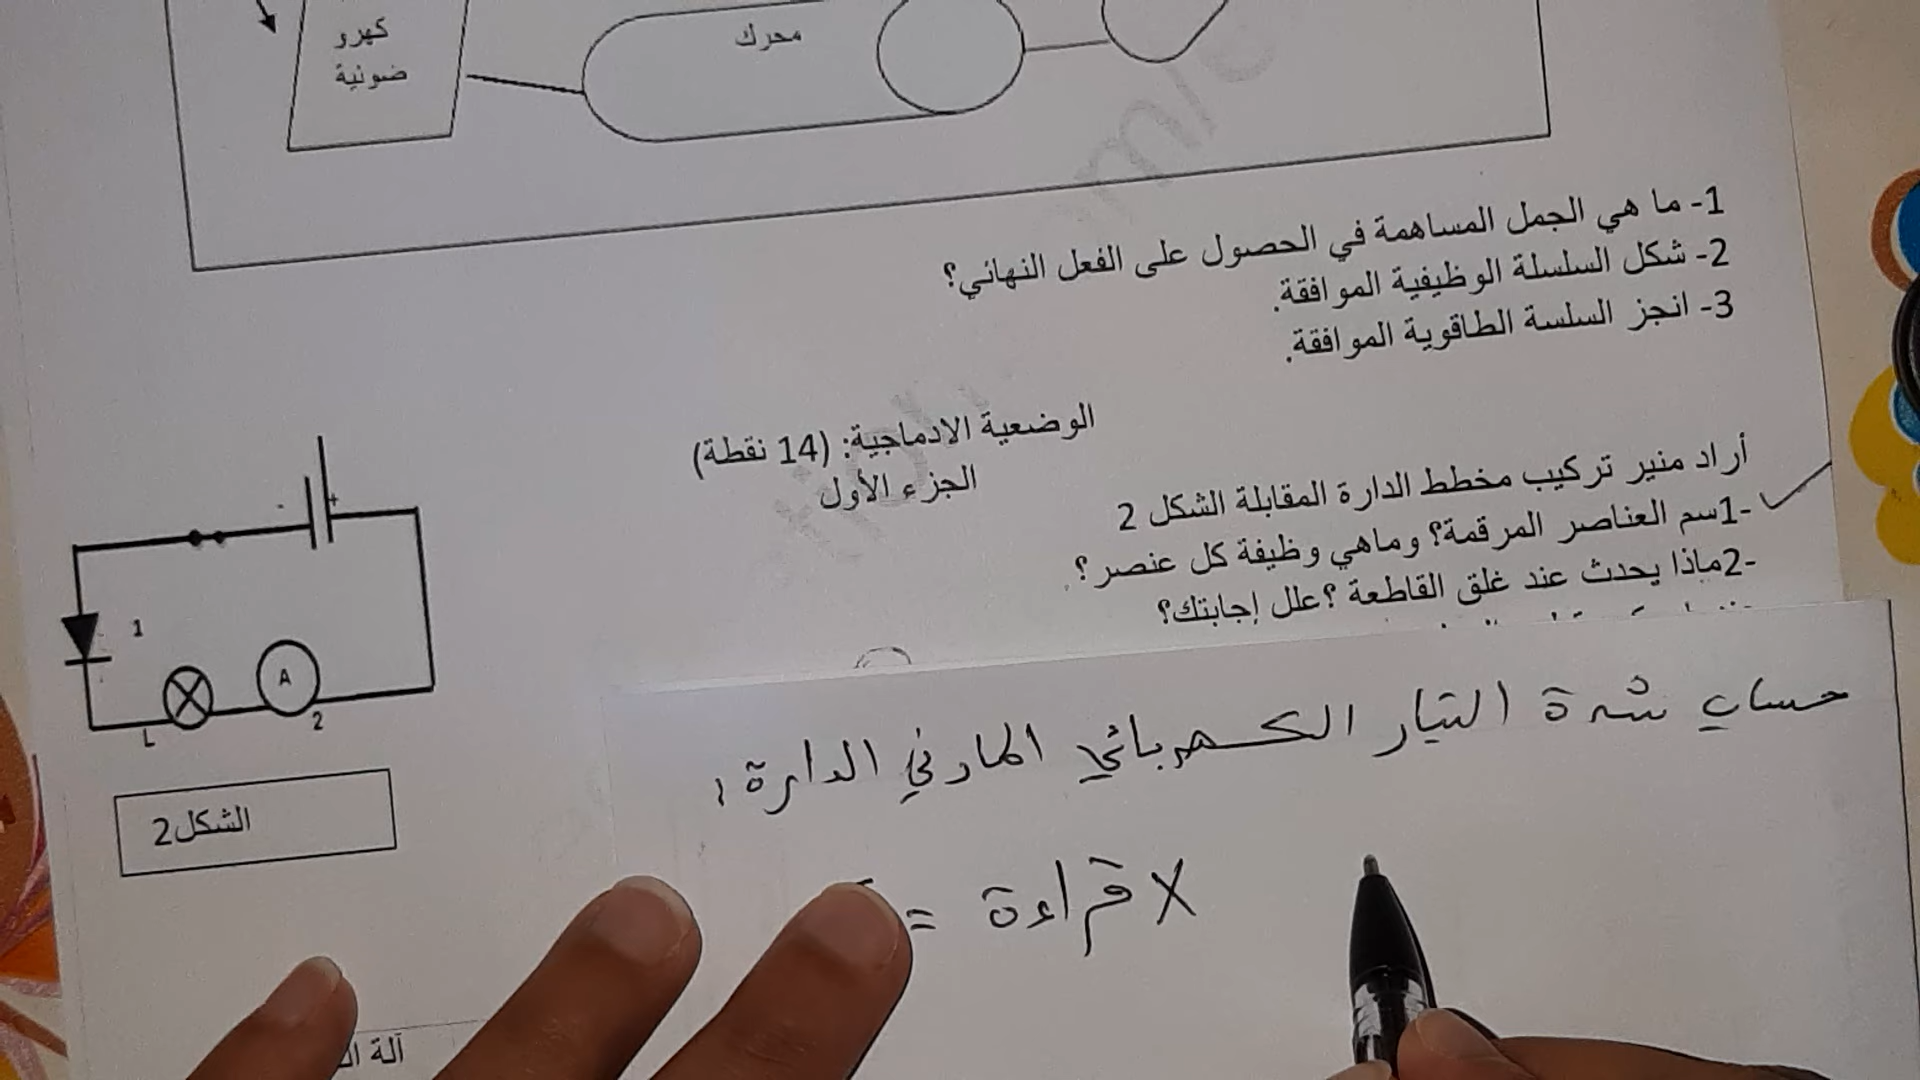 كهرو
ضوئية
محرك
1- ما هي الجمل المساهمة في الحصول على الفعل النهائي؟
2- شكل السلسلة الوظيفية الموافقة.
3- انجز السلسة الطاقوية الموافقة.
الوضعية الادماجية: (14 نقطة)
الجزء الأول
أراد منير تركيب مخطط الدارة المقابلة الشكل 2
-1سم العناصر المرقمة؟ وماهي وظيفة كل عنصر؟
-2ماذا يحدث عند غلق القاطعة ؟علل إجابتك؟
- +
1
A
L
2
الشكل2
حساب شدة التيار الكهربائي المار في الدارة:
= قراءة X
آلة